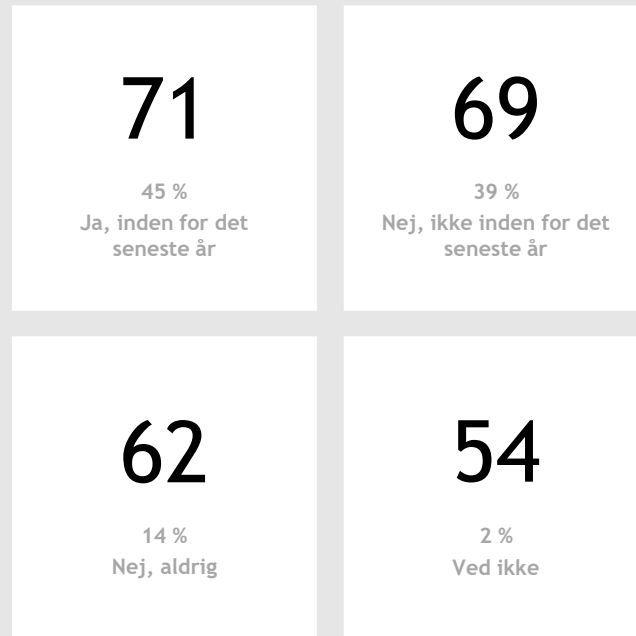 71
45 %
Ja, inden for det
seneste år
69
39 %
Nej, ikke inden for det
seneste år
62
14 %
Nej, aldrig
54
2 %
Ved ikke